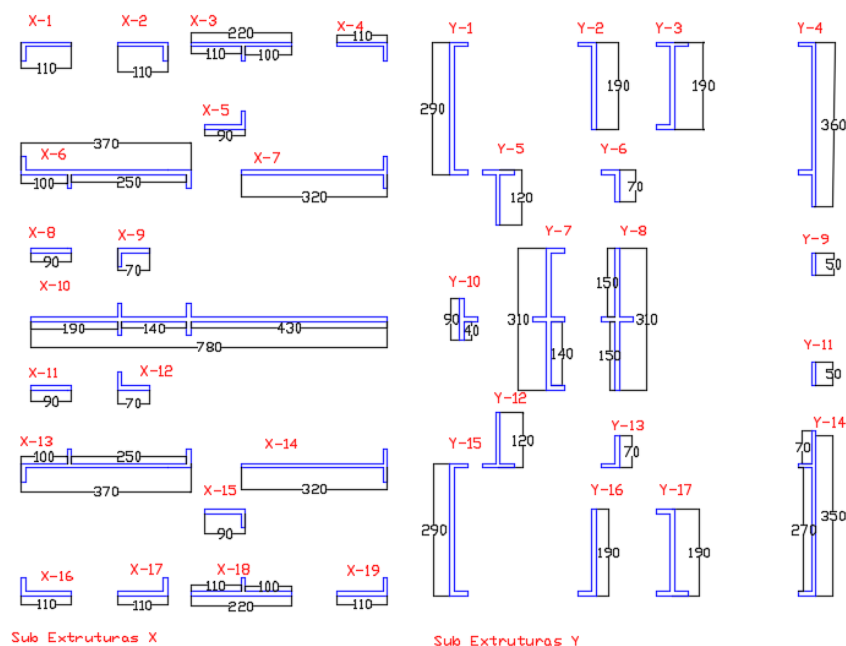 X-1
X-2
X-3
X-4
220
110
110
110
110
100
X-5
90
370
X-6
X-7
100
250
320
X-8
X-9
90
70
X-10
190
140
430
780
X-11
X-12
90
70
X-13
X-14
100
250
370
320
X-15
90
X-16
X-17
X-18
X-19
110
100
110
110
220
110
Sub Extruturas X
Y-1
Y-2
Y-3
Y-4
290
190
190
360
Y-5
Y-6
120
70
Y-7
Y-8
Y-9
50
Y-10
150
90
40
310
310
140
150
Y-11
50
Y-12
120
Y-13
70
Y-14
70
Y-15
Y-16
Y-17
290
190
190
270
350
Sub Extruturas Y